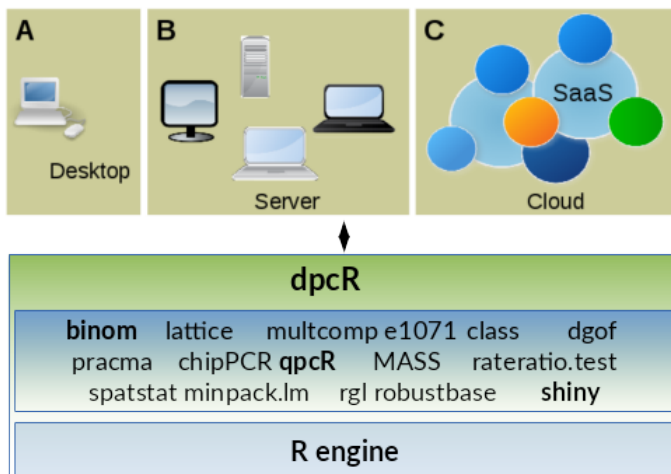 A
B
C
SaaS
Desktop
Server
Cloud
dpcR
binom lattice multcomp e1071 class dgof
pracma chipPCR qpcR MASS rateratio.test
spatstat minpack.lm rgl robustbase shiny
R engine